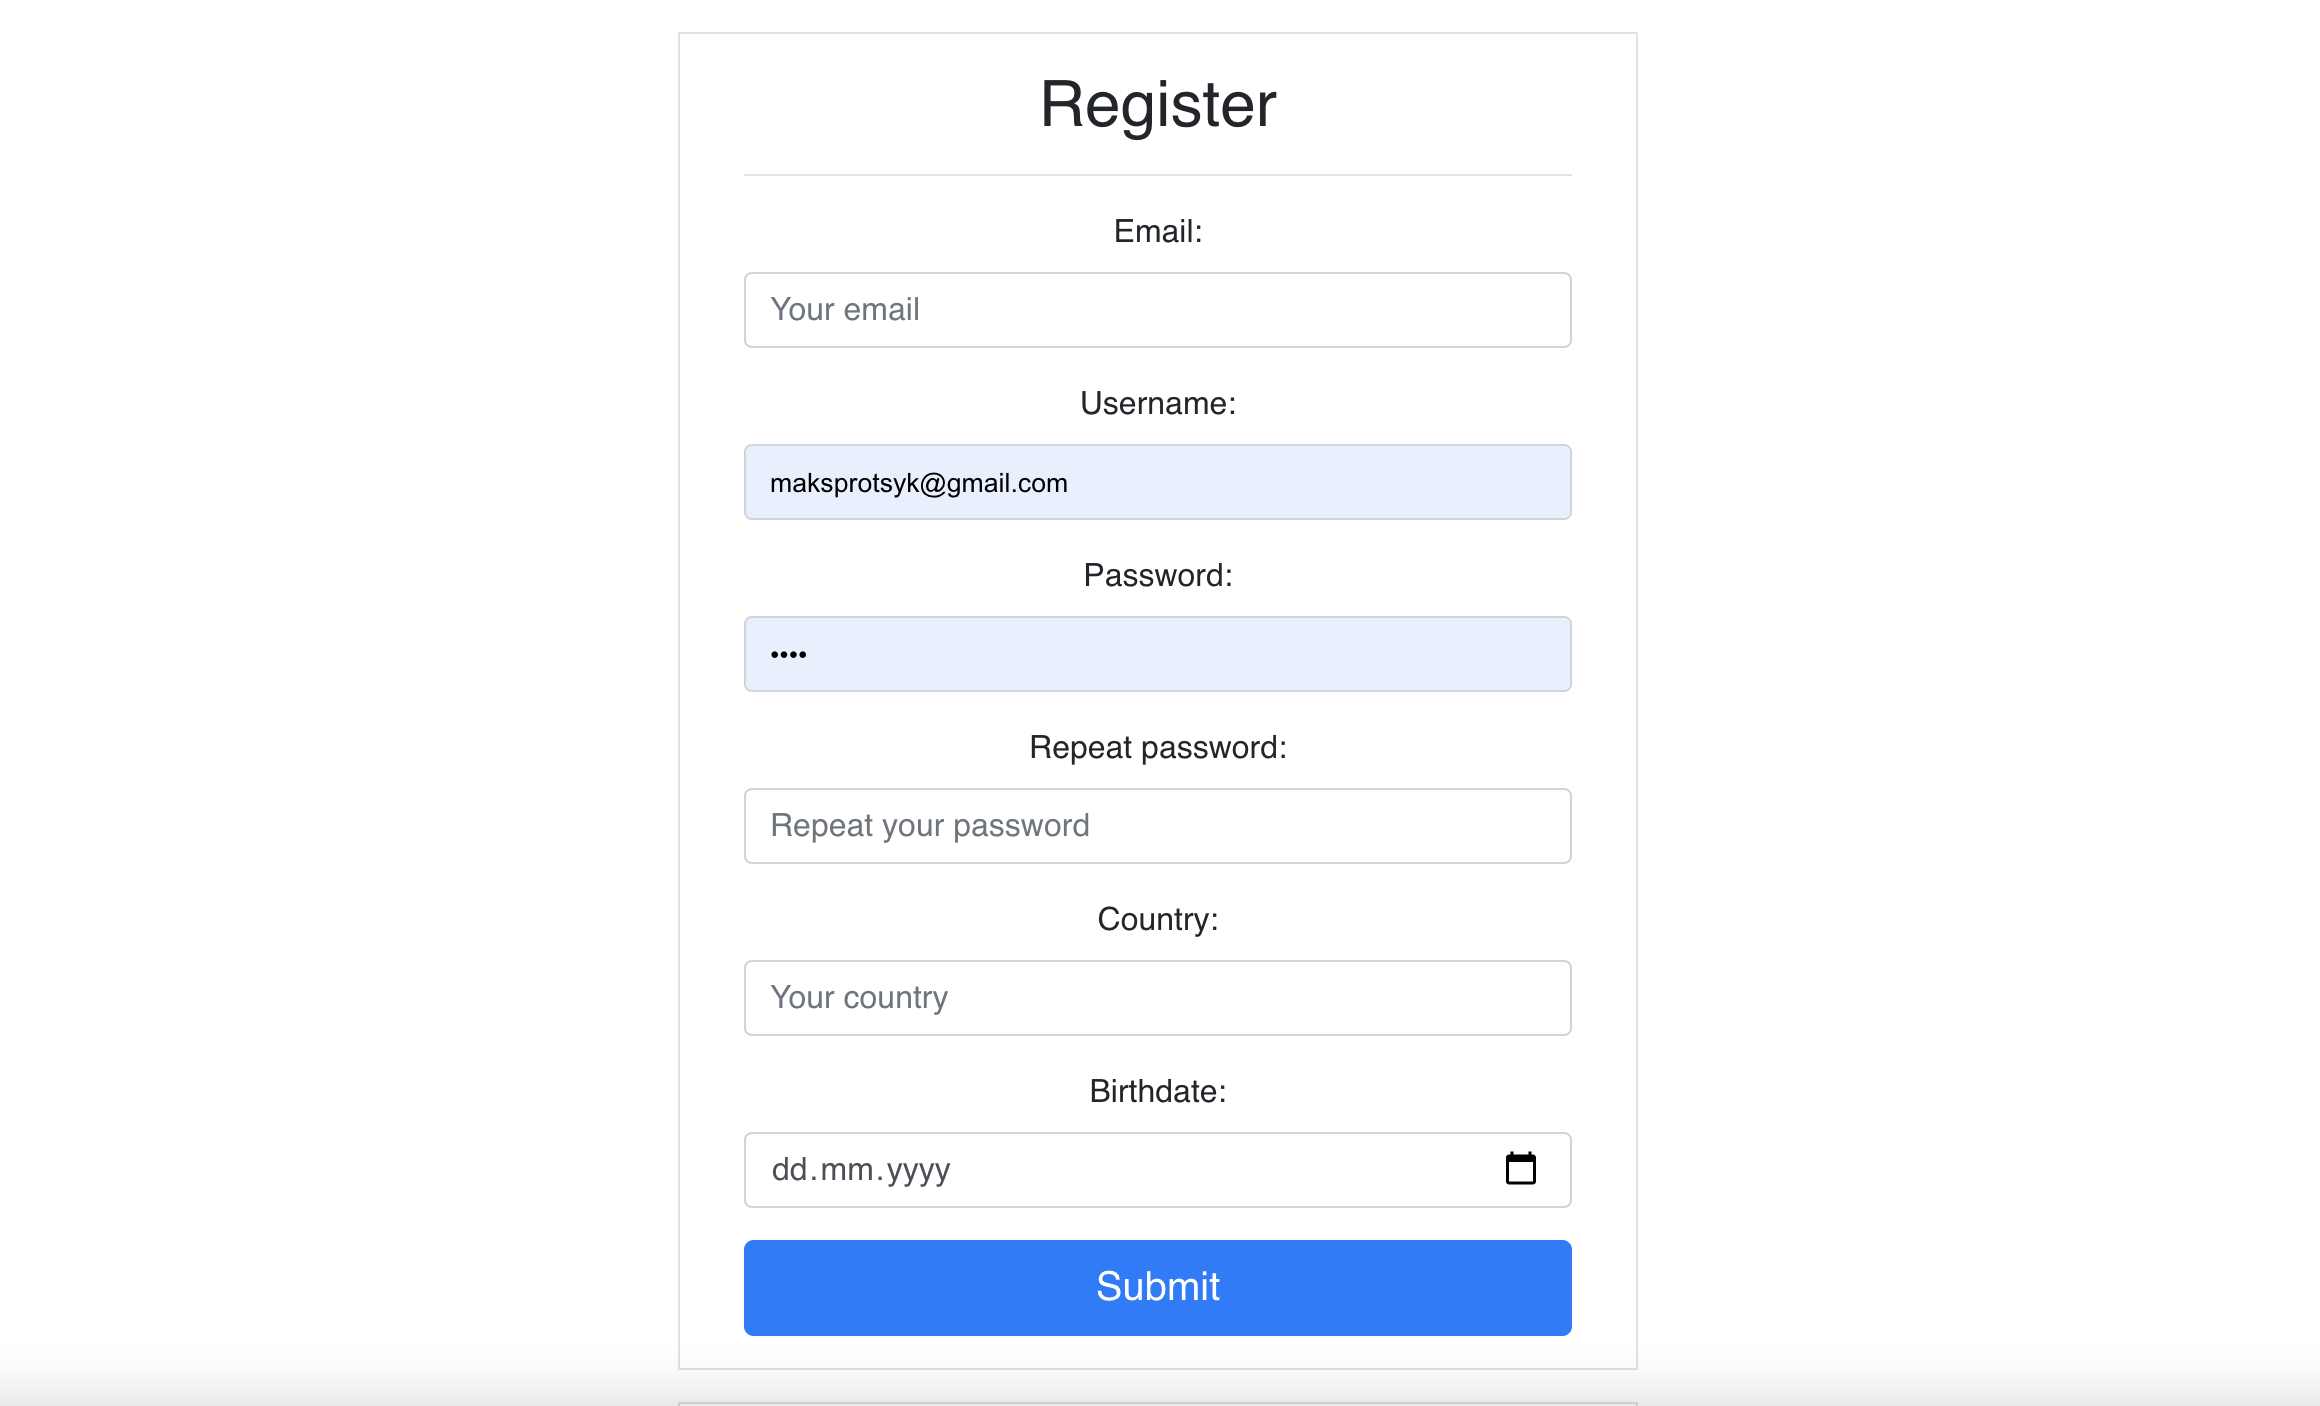 Register
Email:
Your email
Username:
maksprotsyk@gmail.com
Password:
••••
Repeat password:
Repeat your password
Country:
Your country
Birthdate:
dd.mm.yyyy
Submit